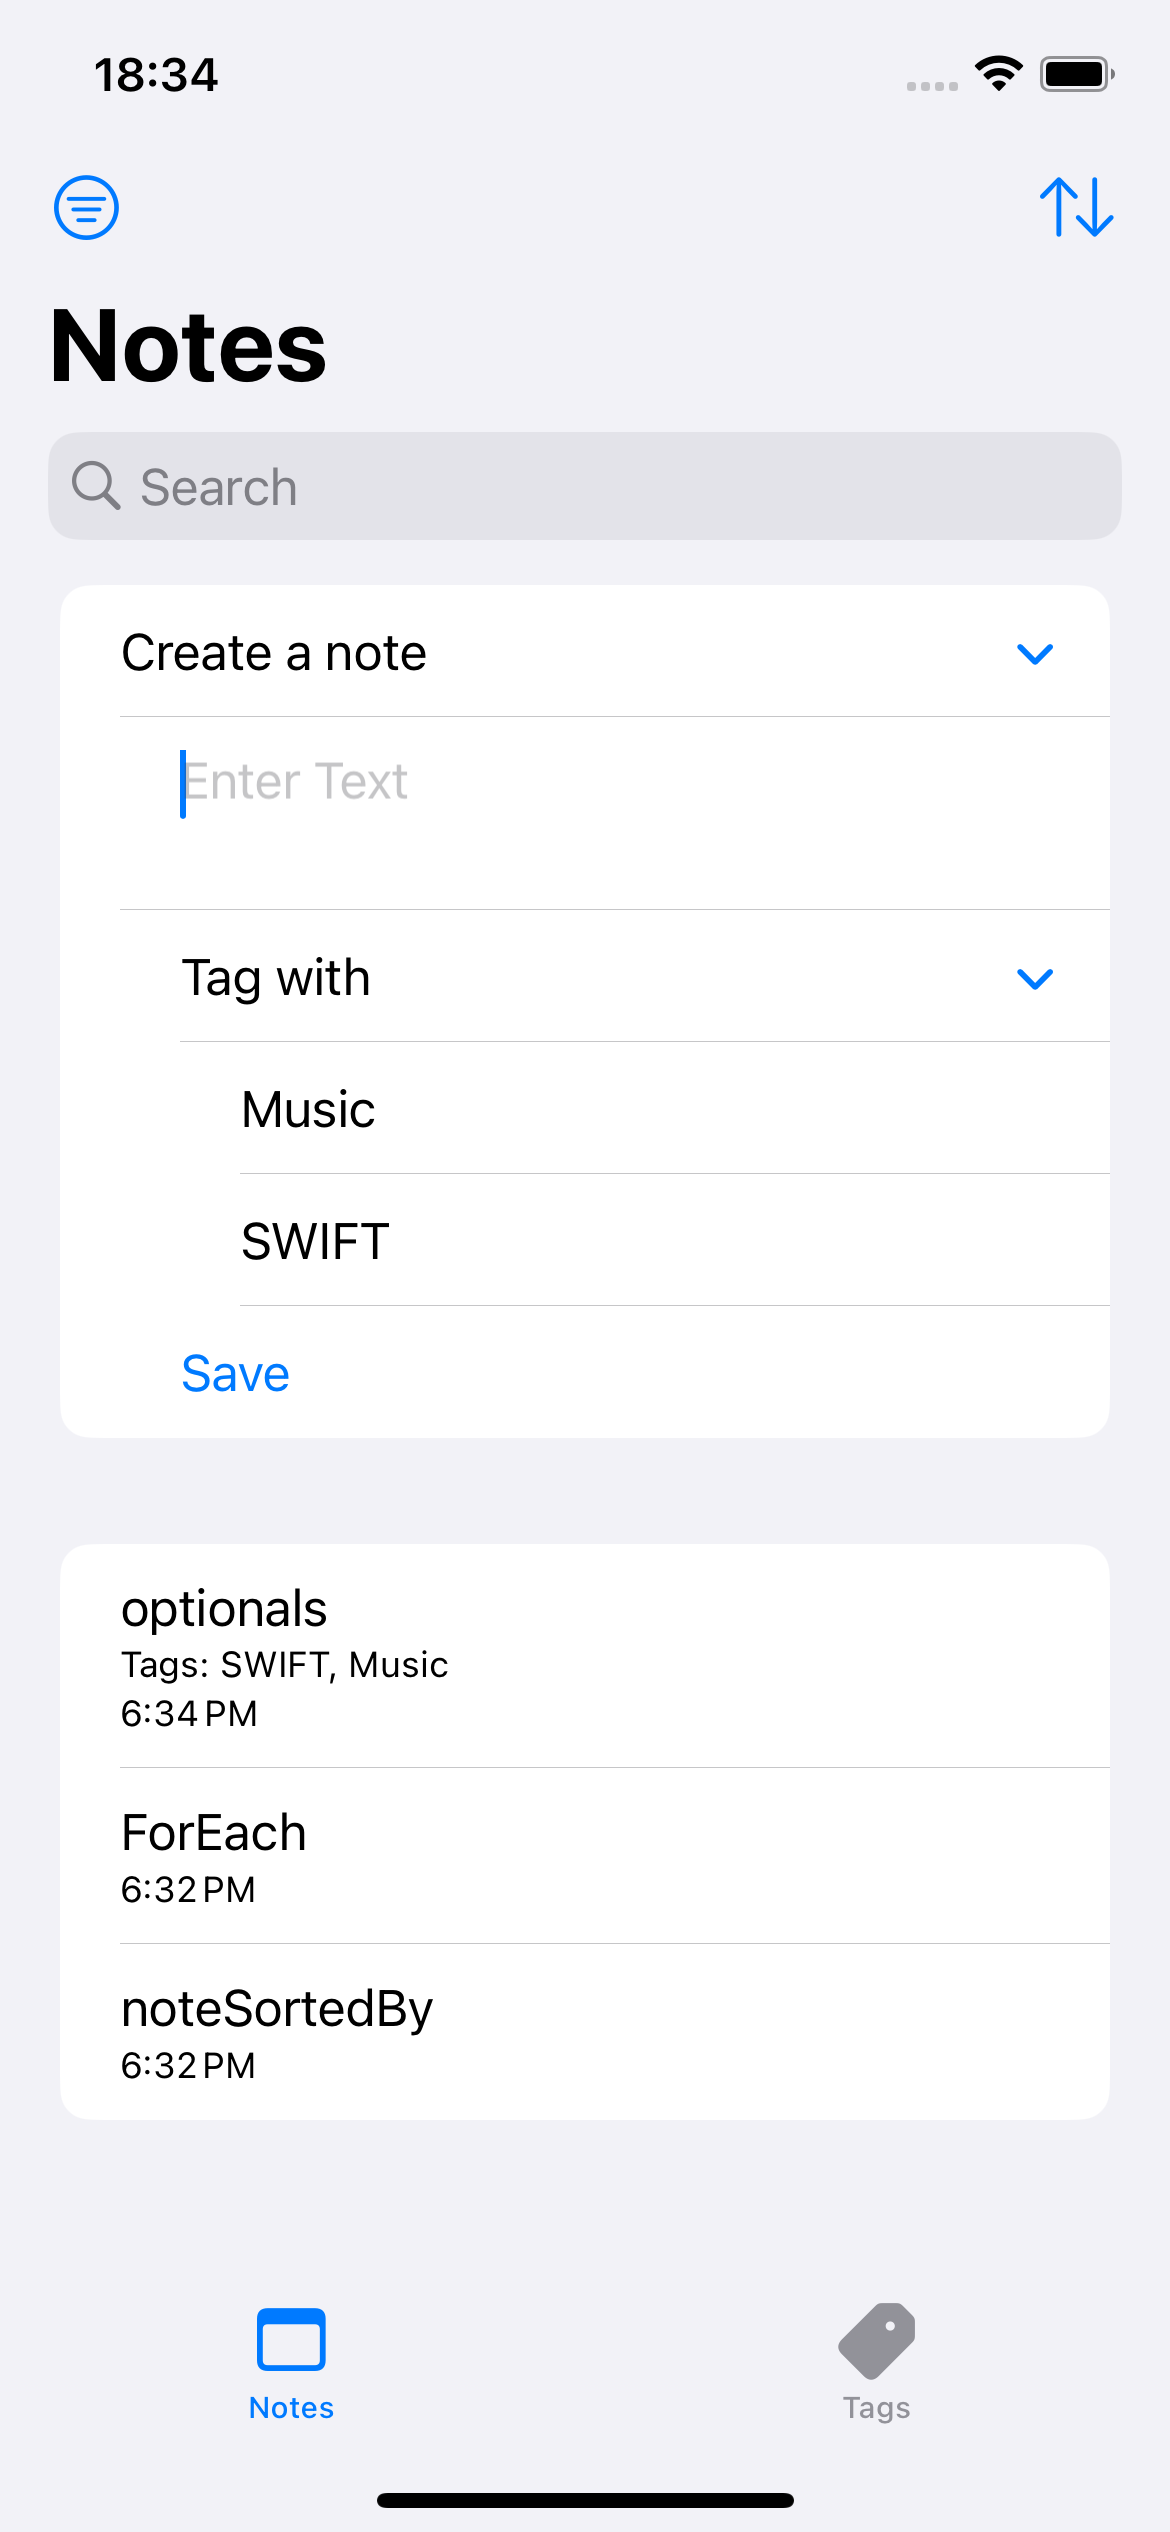 18:34
Notes
Search
Create a note
Enter Text
Tag with
Music
SWIFT
Save
optionals
Tags: SWIFT, Music
6:34 PM
ForEach
6:32 PM
noteSortedBy
6:32 PM
Notes
Tags